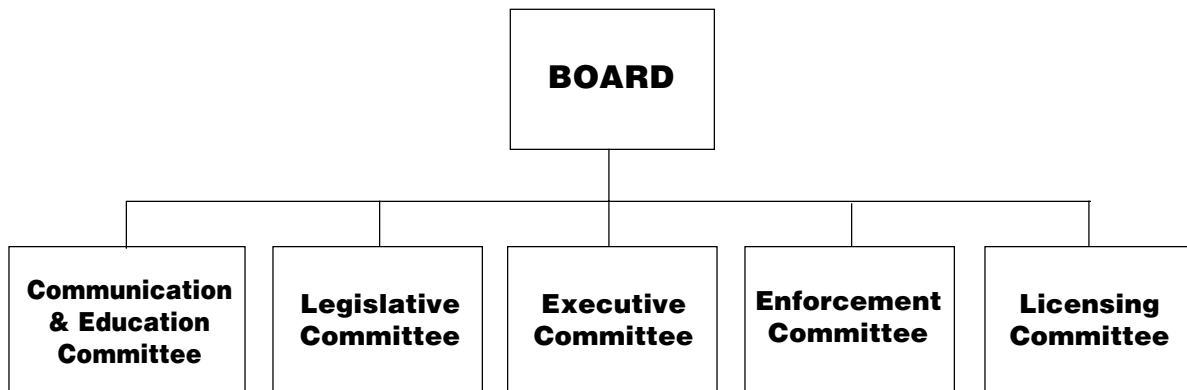 BOARD
Communication
& Education
Committee
Legislative
Committee
Executive
Committee
Enforcement
Committee
Licensing
Committee